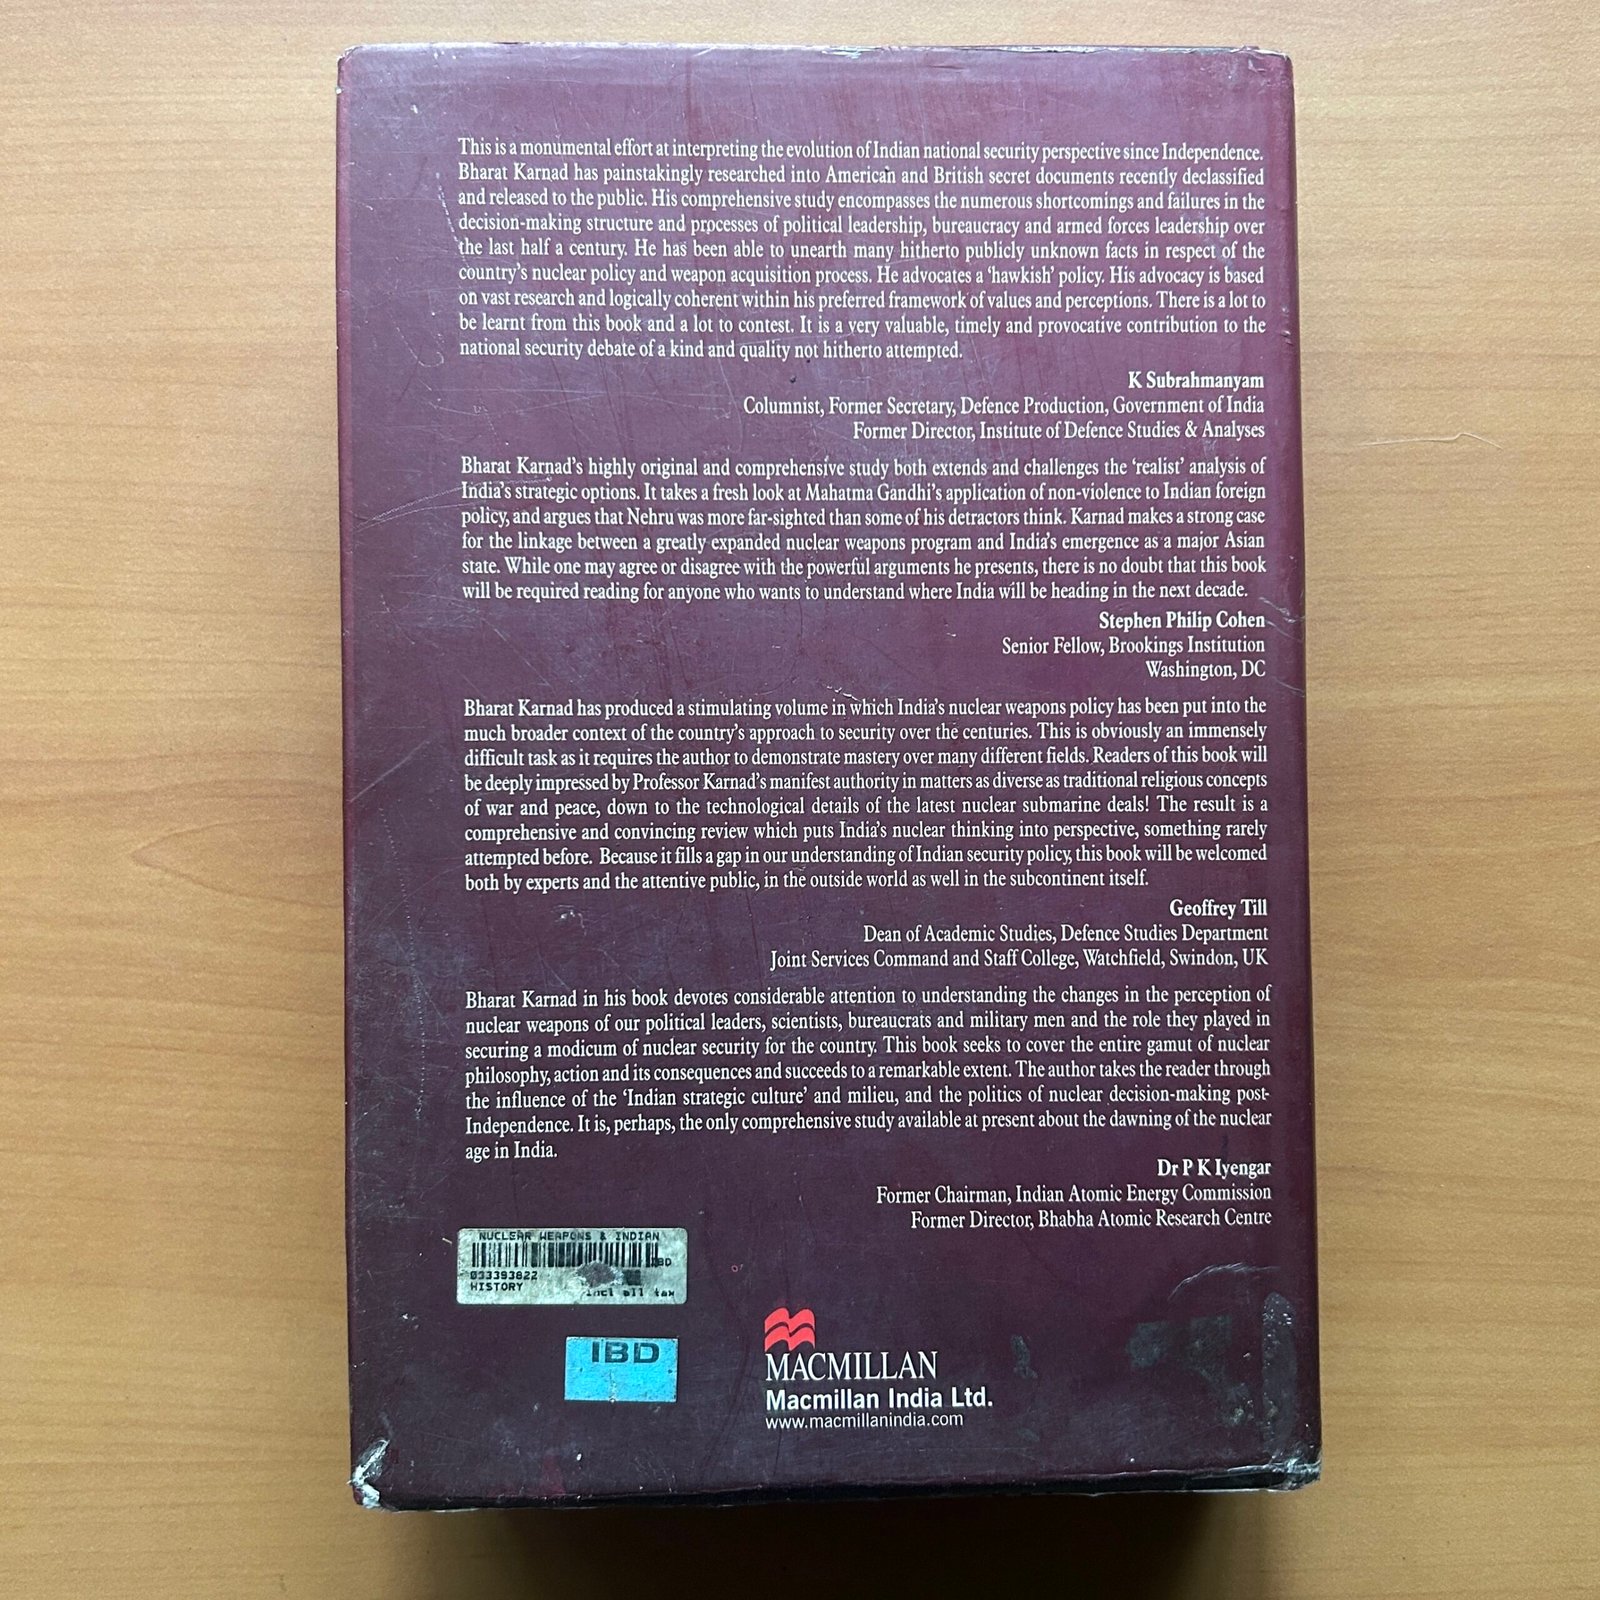 This is a monumental effort at interpreting the evolution of Indian national security perspective since Independence.
Bharat Karnad has painstakingly researched into American and British secret documents recently declassified
and released to the public. His comprehensive study encompasses the numerous shortcomings and failures in the
decision-making structure and processes of political leadership, bureaucracy and armed forces leadership over
the last half a century. He has been able to unearth many hitherto publicly unknown facts in respect of the
country's nuclear policy and weapon acquisition process. He advocates a 'hawkish' policy. His advocacy is based
on vast research and logically coherent within his preferred framework of values and perceptions. There is a lot to
be learnt from this book and a lot to contest. It is a very valuable, timely and provocative contribution to the
national security debate of a kind and quality not hitherto attempted.
K Subrahmanyam
Columnist, Former Secretary, Defence Production, Government of India
Former Director, Institute of Defence Studies & Analyses
Bharat Karnad's highly original and comprehensive study both extends and challenges the 'realist' analysis of
India's strategic options. It takes a fresh look at Mahatma Gandhi's application of non-violence to Indian foreign
policy, and argues that Nehru was more far-sighted than some of his detractors think. Karnad makes a strong case
for the linkage between a greatly expanded nuclear weapons program and India's emergence as a major Asian
state. While one may agree or disagree with the powerful arguments he presents, there is no doubt that this book
will be required reading for anyone who wants to understand where India will be heading in the next decade.
Stephen Philip Cohen
Senior Fellow, Brookings Institution
Washington, DC
Bharat Karnad has produced a stimulating volume in which India's nuclear weapons policy has been put into the
much broader context of the country's approach to security over the centuries. This is obviously an immensely
difficult task as it requires the author to demonstrate mastery over many different fields. Readers of this book will
be deeply impressed by Professor Karnad's manifest authority in matters as diverse as traditional religious concepts
of war and peace, down to the technological details of the latest nuclear submarine deals! The result is a
comprehensive and convincing review which puts India's nuclear thinking into perspective, something rarely
attempted before. Because it fills a gap in our understanding of Indian security policy, this book will be welcomed
both by experts and the attentive public, in the outside world as well in the subcontinent itself.
Geoffrey Till
Dean of Academic Studies, Defence Studies Department
Joint Services Command and Staff College, Watchfield, Swindon, UK
Bharat Karnad in his book devotes considerable attention to understanding the changes in the perception of
nuclear weapons of our political leaders, scientists, bureaucrats and military men and the role they played in
securing a modicum of nuclear security for the country. This book seeks to cover the entire gamut of nuclear
philosophy, action and its consequences and succeeds to a remarkable extent. The author takes the reader through
the influence of the 'Indian strategic culture' and milieu, and the politics of nuclear decision-making post-
Independence. It is, perhaps, the only comprehensive study available at present about the dawning of the nuclear
age in India.
Dr P K Iyengar
Former Chairman, Indian Atomic Energy Commission
Former Director, Bhabha Atomic Research Centre
NUCLEAR WEAPONS & INDIAN
IBD
033393822
HISTORY
incl all tax
IBD
MACMILLAN
Macmillan India Ltd.
www.macmillanindia.com